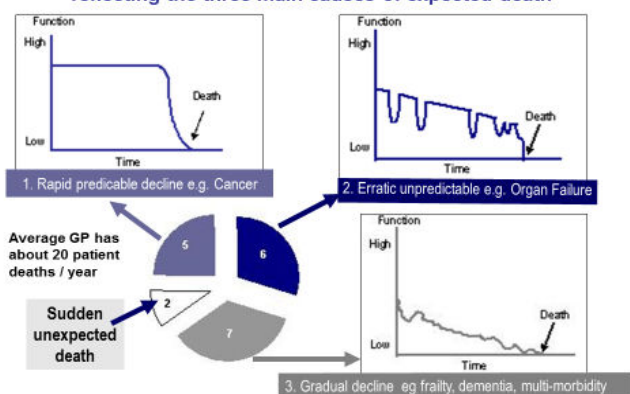 Function
High
Death
Low
Time
1. Rapid predicable decline e.g. Cancer
Function
High
Death
Low
Time
2. Erratic unpredictable e.g. Organ Failure
Average GP has
about 20 patient
deaths / year
5
6
2
7
Sudden
unexpected
death
Function
High
Death
Low
Time
3. Gradual decline eg frailty, dementia, multi-morbidity